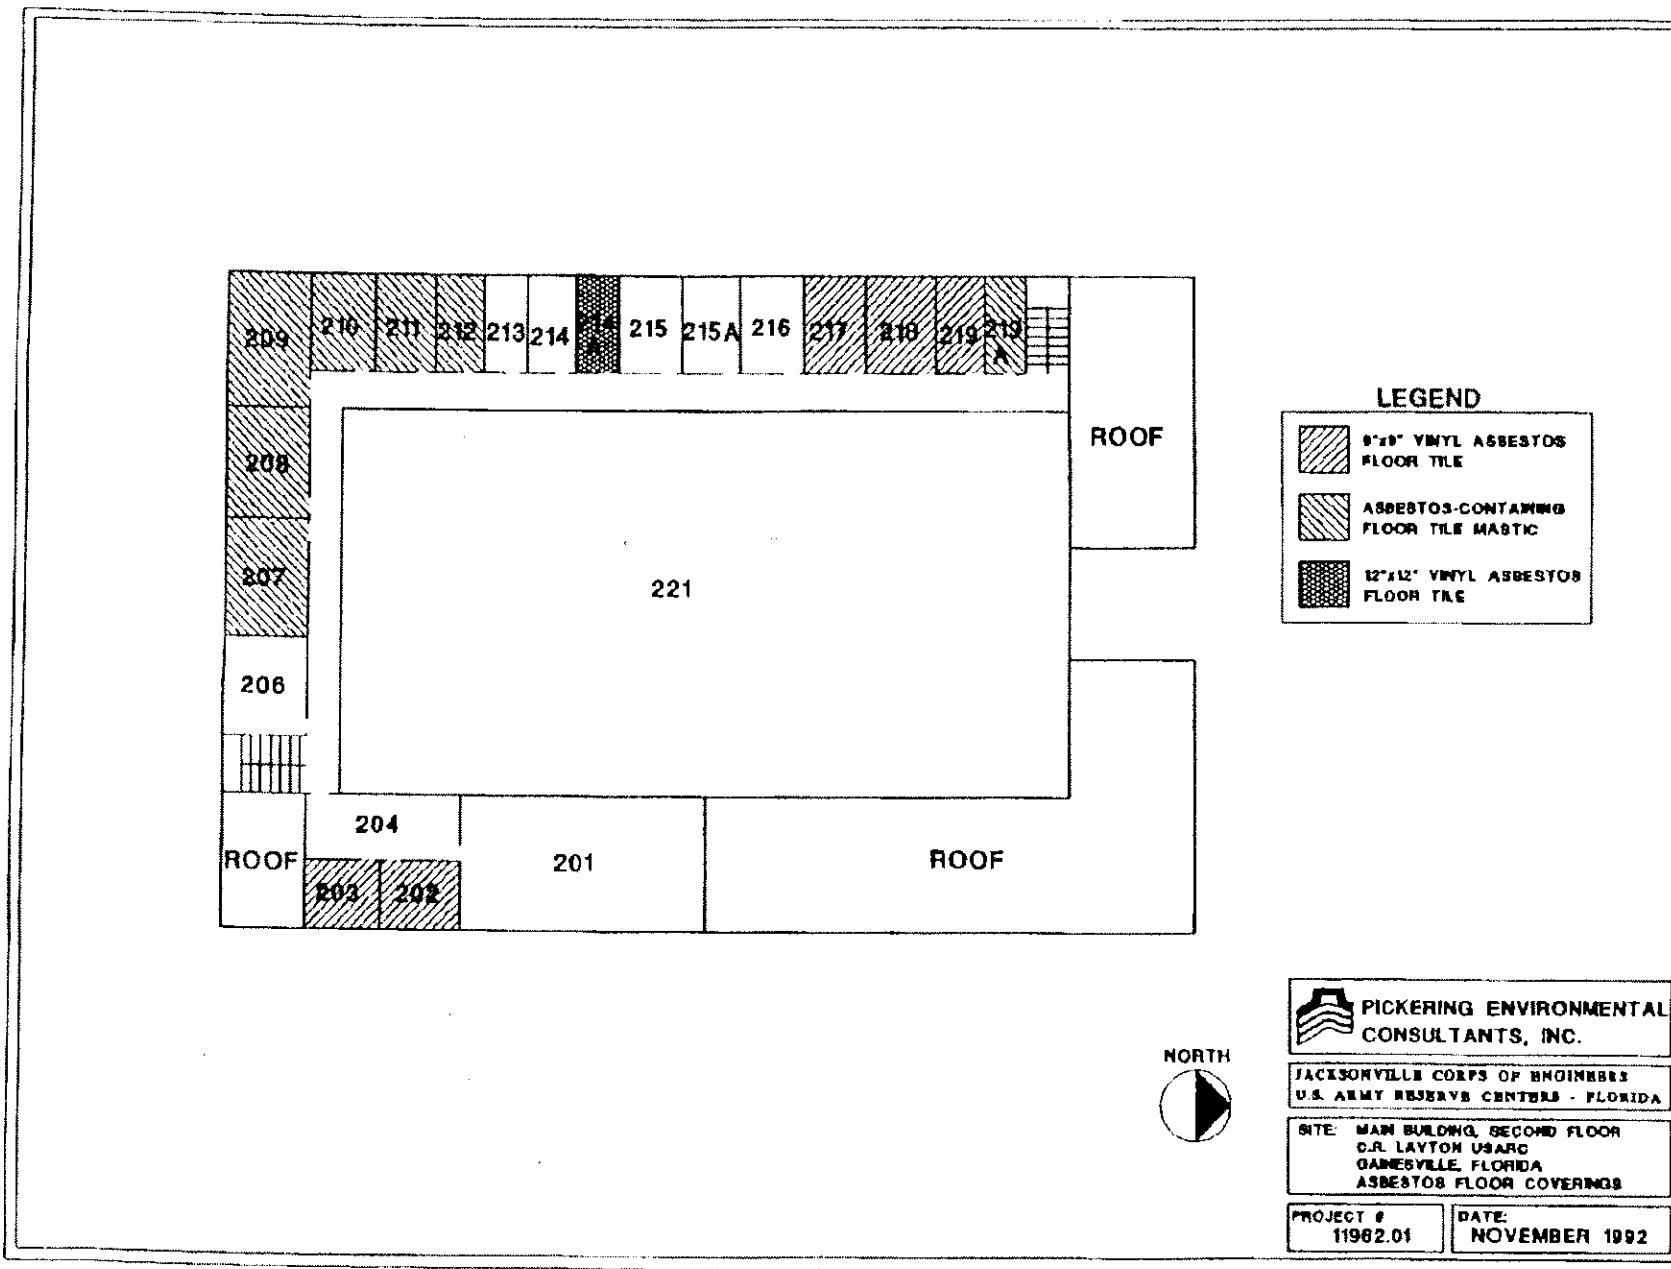 209
210
211
212
213
214
214
A
215
215A
216
217
218
219
219
A
ROOF
208
207
206
221
204
ROOF
203
202
201
ROOF
LEGEND
9"x9" VINYL ASBESTOS
FLOOR TILE
ASBESTOS-CONTAINING
FLOOR TILE MASTIC
12"x12" VINYL ASBESTOS
FLOOR TILE
NORTH
PICKERING ENVIRONMENTAL
CONSULTANTS, INC.
JACKSONVILLE CORPS OF ENGINEERS
U.S. ARMY RESERVE CENTERS - FLORIDA
SITE: MAIN BUILDING, SECOND FLOOR
C.R. LAYTON USARC
GAINESVILLE, FLORIDA
ASBESTOS FLOOR COVERINGS
PROJECT #
11982.01
DATE:
NOVEMBER 1992